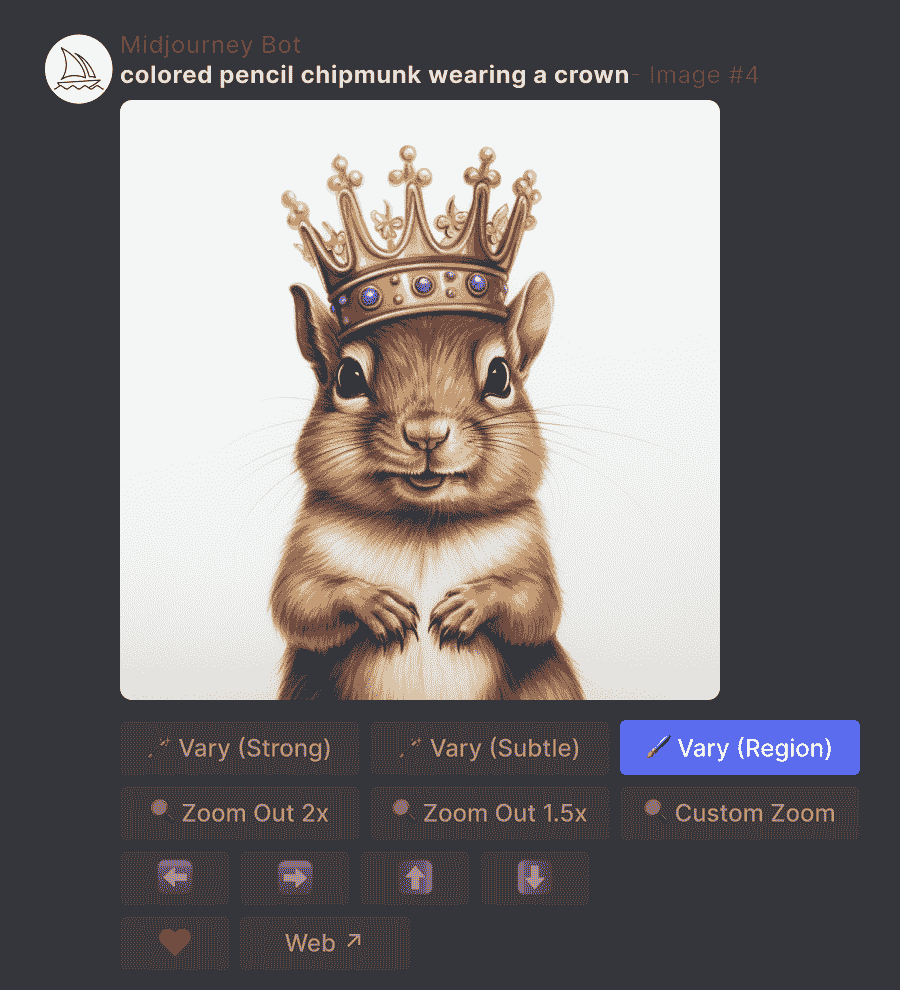 Midjourney Bot
colored pencil chipmunk wearing a crown - Image #4
Vary (Strong) Vary (Subtle) Vary (Region)
Zoom Out 2x Zoom Out 1.5x Custom Zoom
Web